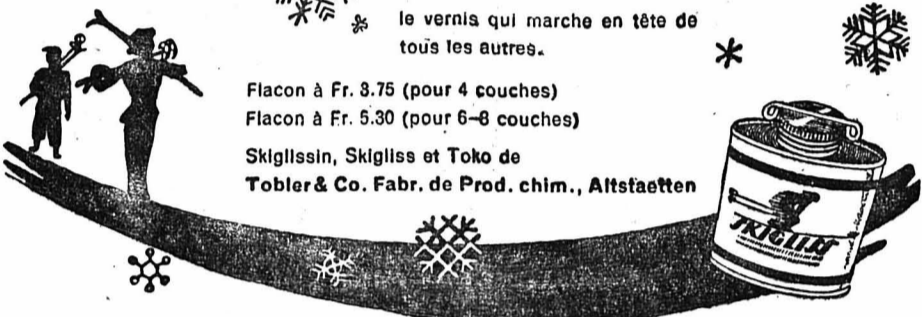 le vernis qui marche en tête de
tous les autres.
Flacon à Fr. 3.75 (pour 4 couches)
Flacon à Fr. 5.30 (pour 6–8 couches)
Skiglissin, Skigliss et Toko de
Tobler & Co. Fabr. de Prod. chim., Altstaetten
SKIGLISS